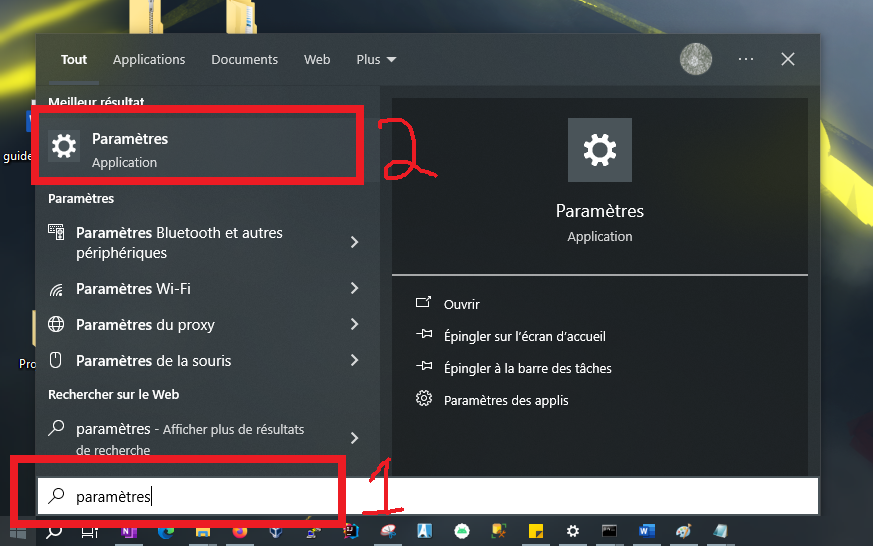 Tout Applications Documents Web Plus
Meilleur résultat
Paramètres
Application
2
Paramètres
Paramètres Bluetooth et autres
périphériques
Paramètres Wi-Fi
Paramètres du proxy
Paramètres de la souris
Rechercher sur le Web
paramètres - Afficher plus de résultats
de recherche
paramètres
1
Paramètres
Application
Ouvrir
Épingler sur l'écran d'accueil
Épingler à la barre des tâches
Paramètres des applis
guide
Pro